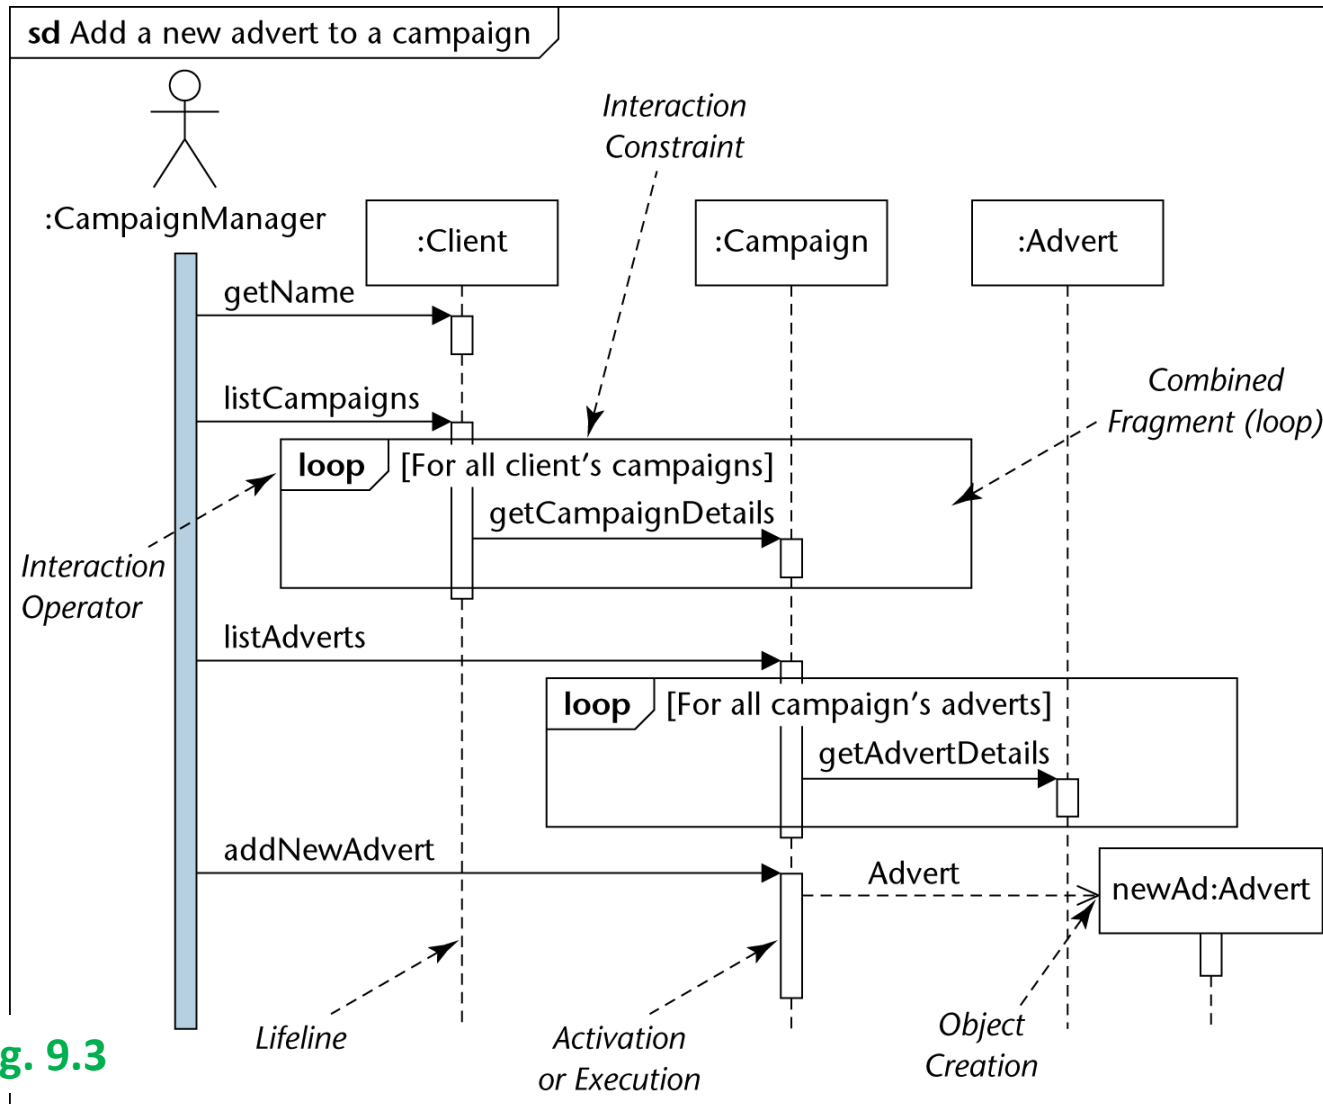 sd Add a new advert to a campaign
Interaction
Constraint
:CampaignManager
:Client
:Campaign
:Advert
getName
listCampaigns
Combined
Fragment (loop)
loop [For all client's campaigns]
getCampaignDetails
Interaction
Operator
listAdverts
loop [For all campaign's adverts]
getAdvertDetails
addNewAdvert
Advert
newAd:Advert
Lifeline
Activation
or Execution
Object
Creation
g. 9.3